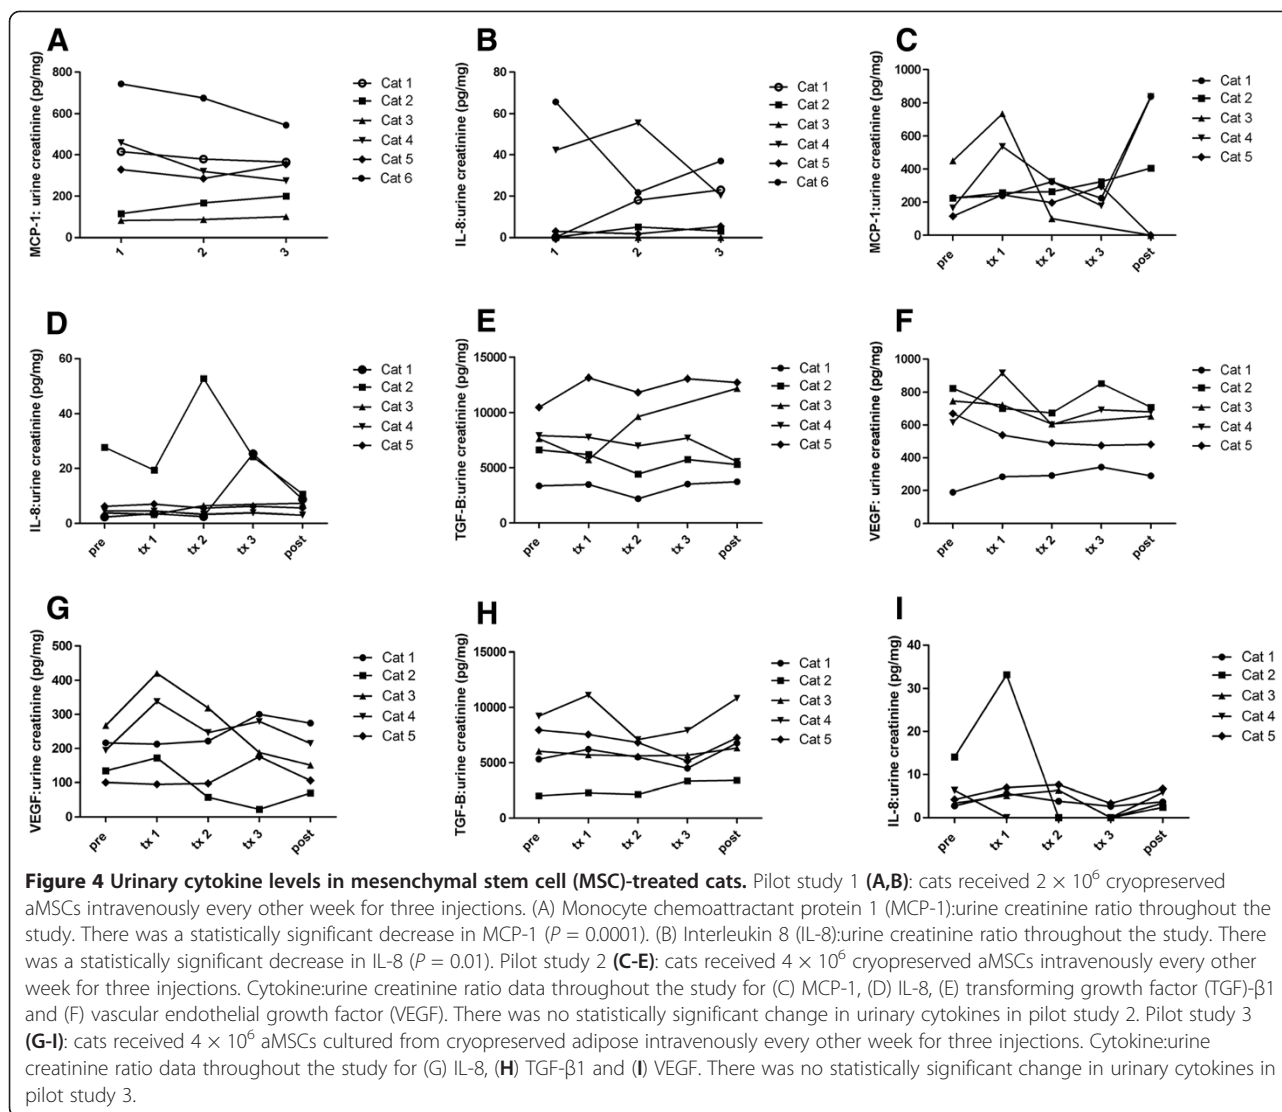 A
MCP-1: urine creatinine (pg/mg)
800
600
400
200
0
1
2
3
Cat 1
Cat 2
Cat 3
Cat 4
Cat 5
Cat 6
B
IL-8:urine creatinine (pg/mg)
80
60
40
20
0
1
2
3
Cat 1
Cat 2
Cat 3
Cat 4
Cat 5
Cat 6
C
MCP-1:urine creatinine (pg/mg)
1000
800
600
400
200
0
pre
tx 1
tx 2
tx 3
post
Cat 1
Cat 2
Cat 3
Cat 4
Cat 5
D
IL-8:urine creatinine (pg/mg)
60
40
20
0
pre
tx 1
tx 2
tx 3
post
Cat 1
Cat 2
Cat 3
Cat 4
Cat 5
E
TGF-B:urine creatinine (pg/mg)
15000
10000
5000
0
pre
tx 1
tx 2
tx 3
post
Cat 1
Cat 2
Cat 3
Cat 4
Cat 5
F
VEGF: urine creatinine (pg/mg)
1000
800
600
400
200
0
pre
tx 1
tx 2
tx 3
post
Cat 1
Cat 2
Cat 3
Cat 4
Cat 5
G
VEGF:urine creatinine (pg/mg)
500
400
300
200
100
0
pre
tx 1
tx 2
tx 3
post
Cat 1
Cat 2
Cat 3
Cat 4
Cat 5
H
TGF-B:urine creatinine (pg/mg)
15000
10000
5000
0
pre
tx 1
tx 2
tx 3
post
Cat 1
Cat 2
Cat 3
Cat 4
Cat 5
I
IL-8:urine creatinine (pg/mg)
40
30
20
10
0
pre
tx 1
tx 2
tx 3
post
Cat 1
Cat 2
Cat 3
Cat 4
Cat 5
Figure 4 Urinary cytokine levels in mesenchymal stem cell (MSC)-treated cats. Pilot study 1 (A,B): cats received 2 × 10⁶ cryopreserved
aMSCs intravenously every other week for three injections. (A) Monocyte chemoattractant protein 1 (MCP-1):urine creatinine ratio throughout the
study. There was a statistically significant decrease in MCP-1 (P = 0.0001). (B) Interleukin 8 (IL-8):urine creatinine ratio throughout the study. There
was a statistically significant decrease in IL-8 (P = 0.01). Pilot study 2 (C-E): cats received 4 × 10⁶ cryopreserved aMSCs intravenously every other
week for three injections. Cytokine:urine creatinine ratio data throughout the study for (C) MCP-1, (D) IL-8, (E) transforming growth factor (TGF)-β1
and (F) vascular endothelial growth factor (VEGF). There was no statistically significant change in urinary cytokines in pilot study 2. Pilot study 3
(G-I): cats received 4 × 10⁶ aMSCs cultured from cryopreserved adipose intravenously every other week for three injections. Cytokine:urine
creatinine ratio data throughout the study for (G) IL-8, (H) TGF-β1 and (I) VEGF. There was no statistically significant change in urinary cytokines in
pilot study 3.